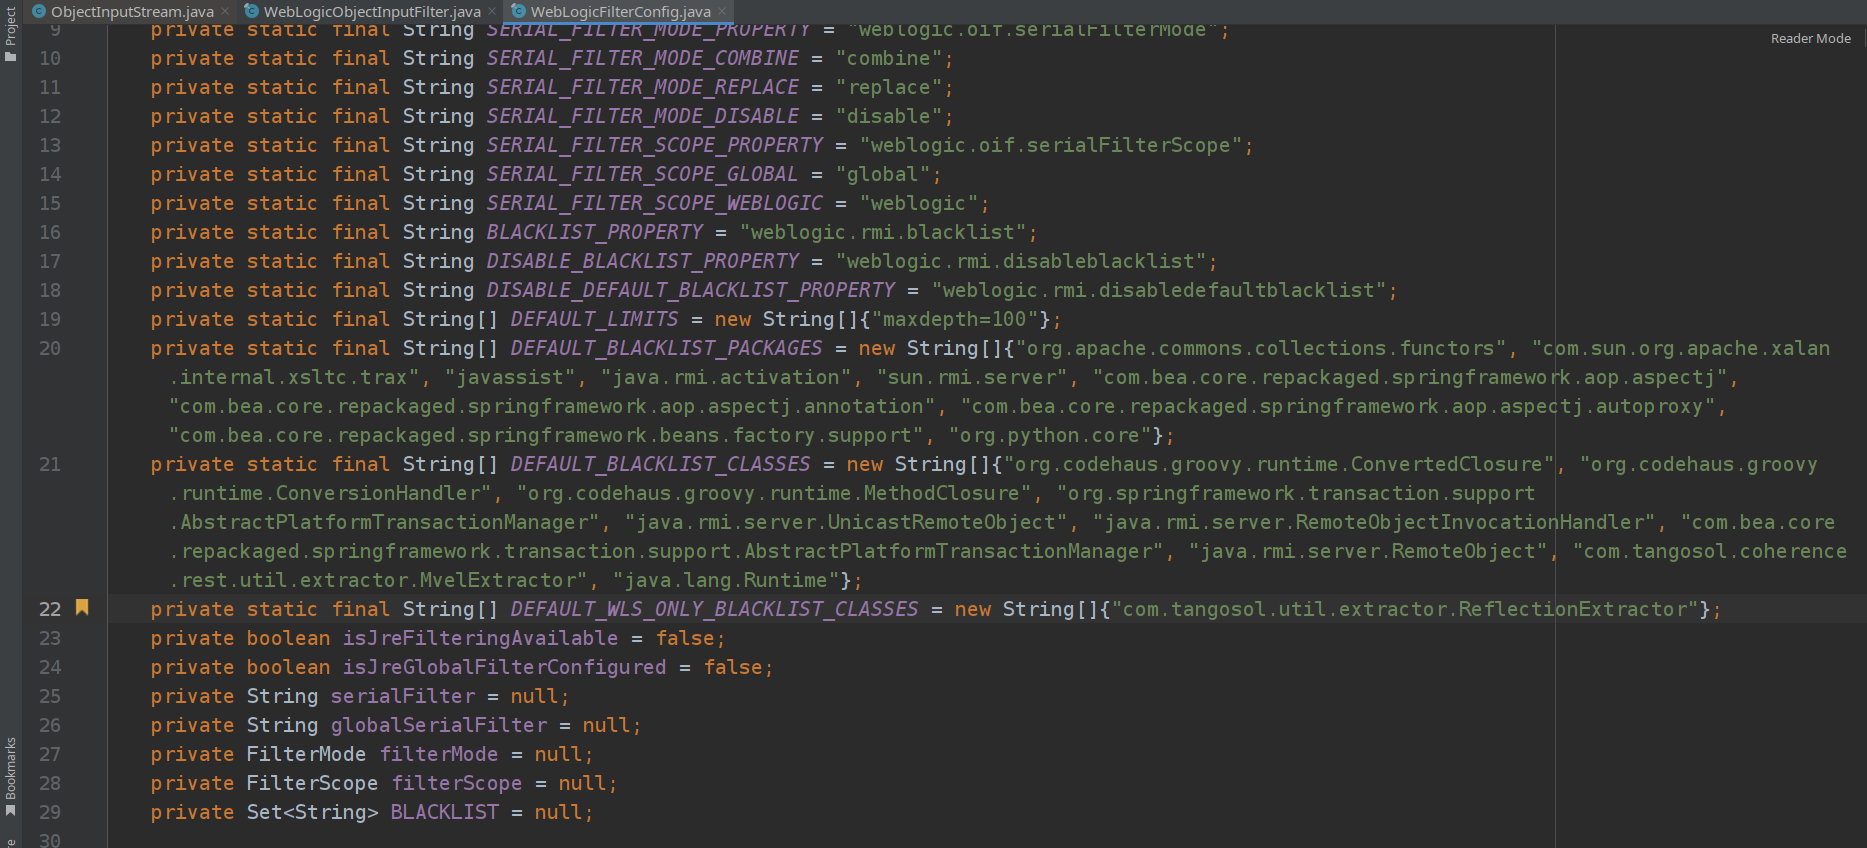 Project
ObjectInputStream.java
WebLogicObjectInputFilter.java
WebLogicFilterConfig.java
Reader Mode
9 private static final String SERIAL_FILTER_MODE_PROPERTY = "weblogic.oif.serialFilterMode";
10 private static final String SERIAL_FILTER_MODE_COMBINE = "combine";
11 private static final String SERIAL_FILTER_MODE_REPLACE = "replace";
12 private static final String SERIAL_FILTER_MODE_DISABLE = "disable";
13 private static final String SERIAL_FILTER_SCOPE_PROPERTY = "weblogic.oif.serialFilterScope";
14 private static final String SERIAL_FILTER_SCOPE_GLOBAL = "global";
15 private static final String SERIAL_FILTER_SCOPE_WEBLOGIC = "weblogic";
16 private static final String BLACKLIST_PROPERTY = "weblogic.rmi.blacklist";
17 private static final String DISABLE_BLACKLIST_PROPERTY = "weblogic.rmi.disableblacklist";
18 private static final String DISABLE_DEFAULT_BLACKLIST_PROPERTY = "weblogic.rmi.disabledefaultblacklist";
19 private static final String[] DEFAULT_LIMITS = new String[]{"maxdepth=100"};
20 private static final String[] DEFAULT_BLACKLIST_PACKAGES = new String[]{"org.apache.commons.collections.functors", "com.sun.org.apache.xalan
.internal.xsltc.trax", "javassist", "java.rmi.activation", "sun.rmi.server", "com.bea.core.repackaged.springframework.aop.aspectj",
"com.bea.core.repackaged.springframework.aop.aspectj.annotation", "com.bea.core.repackaged.springframework.aop.aspectj.autoproxy",
"com.bea.core.repackaged.springframework.beans.factory.support", "org.python.core"};
21 private static final String[] DEFAULT_BLACKLIST_CLASSES = new String[]{"org.codehaus.groovy.runtime.ConvertedClosure", "org.codehaus.groovy
.runtime.ConversionHandler", "org.codehaus.groovy.runtime.MethodClosure", "org.springframework.transaction.support
.AbstractPlatformTransactionManager", "java.rmi.server.UnicastRemoteObject", "java.rmi.server.RemoteObjectInvocationHandler", "com.bea.core
.repackaged.springframework.transaction.support.AbstractPlatformTransactionManager", "java.rmi.server.RemoteObject", "com.tangosol.coherence
.rest.util.extractor.MvelExtractor", "java.lang.Runtime"};
22 private static final String[] DEFAULT_WLS_ONLY_BLACKLIST_CLASSES = new String[]{"com.tangosol.util.extractor.ReflectionExtractor"};
23 private boolean isJreFilteringAvailable = false;
24 private boolean isJreGlobalFilterConfigured = false;
25 private String serialFilter = null;
26 private String globalSerialFilter = null;
27 private FilterMode filterMode = null;
28 private FilterScope filterScope = null;
29 private Set<String> BLACKLIST = null;
30
Bookmarks